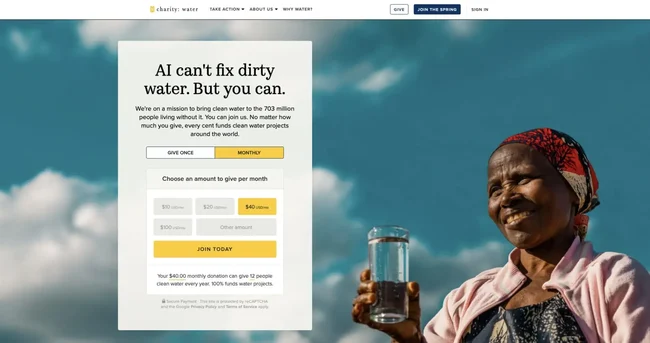 charity: water
TAKE ACTION
ABOUT US
WHY WATER?
GIVE
JOIN THE SPRING
SIGN IN
AI can't fix dirty
water. But you can.
We're on a mission to bring clean water to the 703 million
people living without it. You can join us. No matter how
much you give, every cent funds clean water projects
around the world.
GIVE ONCE
MONTHLY
Choose an amount to give per month
$10 USD/mo
$20 USD/mo
$40 USD/mo
$100 USD/mo
Other amount
JOIN TODAY
Your $40.00 monthly donation can give 12 people
clean water every year. 100% funds water projects.
Secure Payment. This site is protected by reCAPTCHA
and the Google Privacy Policy and Terms of Service apply.